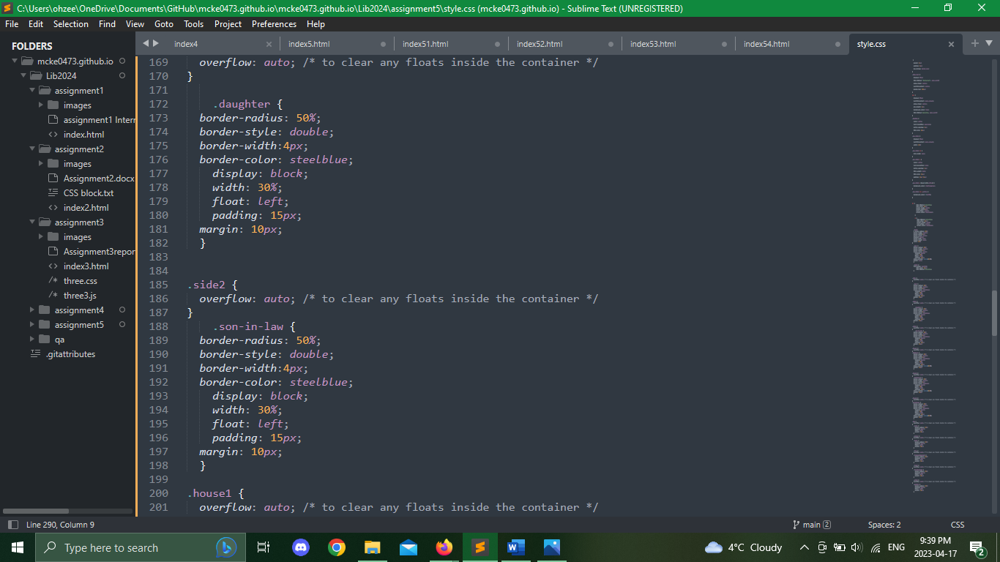 C:\Users\ohzee\OneDrive\Documents\GitHub\mcke0473.github.io\mcke0473.github.io\Lib2024\assignment5\style.css (mcke0473.github.io) - Sublime Text (UNREGISTERED)
File Edit Selection Find View Goto Tools Project Preferences Help
FOLDERS
mcke0473.github.io
Lib2024
assignment1
images
assignment1 Interr
index.html
assignment2
images
Assignment2.docx
CSS block.txt
index2.html
assignment3
images
Assignment3repor
index3.html
three.css
three3.js
assignment4
assignment5
qa
.gitattributes
index4 index5.html index51.html index52.html index53.html index54.html style.css
169 overflow: auto; /* to clear any floats inside the container */
170 }
171
172 .daughter {
173 border-radius: 50%;
174 border-style: double;
175 border-width:4px;
176 border-color: steelblue;
177 display: block;
178 width: 30%;
179 float: left;
180 padding: 15px;
181 margin: 10px;
182 }
183
184
185 .side2 {
186 overflow: auto; /* to clear any floats inside the container */
187 }
188 .son-in-law {
189 border-radius: 50%;
190 border-style: double;
191 border-width:4px;
192 border-color: steelblue;
193 display: block;
194 width: 30%;
195 float: left;
196 padding: 15px;
197 margin: 10px;
198 }
199
200 .house1 {
201 overflow: auto; /* to clear any floats inside the container */
Line 290, Column 9
main 2
Spaces: 2
CSS
Type here to search
4°C Cloudy
ENG
9:39 PM
2023-04-17
2